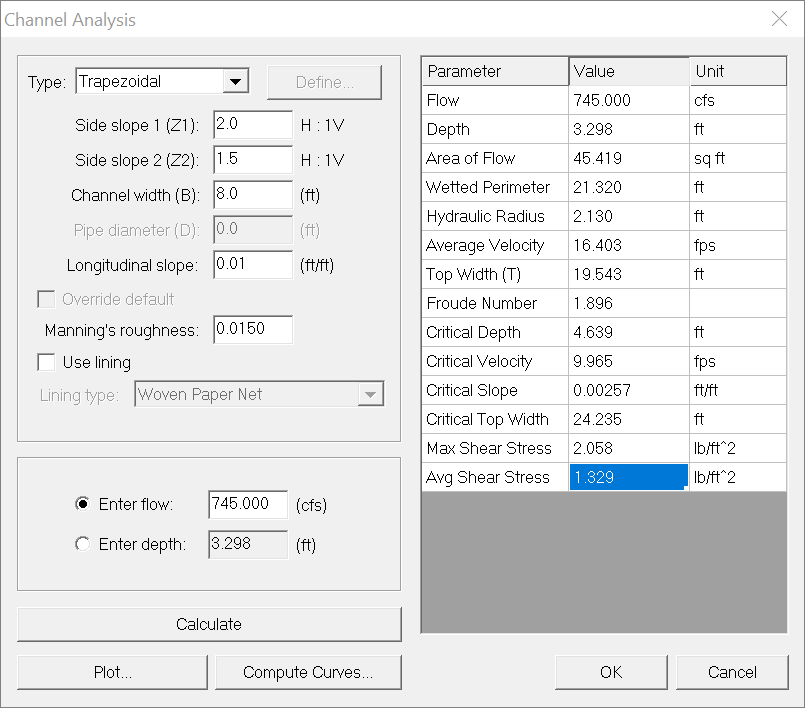 Channel Analysis
Type: Trapezoidal Define...
Side slope 1 (Z1): 2.0 H : 1V
Side slope 2 (Z2): 1.5 H : 1V
Channel width (B): 8.0 (ft)
Pipe diameter (D): 0.0 (ft)
Longitudinal slope: 0.01 (ft/ft)
Override default
Manning's roughness: 0.0150
Use lining
Lining type: Woven Paper Net
Enter flow: 745.000 (cfs)
Enter depth: 3.298 (ft)
Calculate
Plot... Compute Curves...
Parameter Value Unit
Flow 745.000 cfs
Depth 3.298 ft
Area of Flow 45.419 sq ft
Wetted Perimeter 21.320 ft
Hydraulic Radius 2.130 ft
Average Velocity 16.403 fps
Top Width (T) 19.543 ft
Froude Number 1.896
Critical Depth 4.639 ft
Critical Velocity 9.965 fps
Critical Slope 0.00257 ft/ft
Critical Top Width 24.235 ft
Max Shear Stress 2.058 lb/ft^2
Avg Shear Stress 1.329 lb/ft^2
OK Cancel